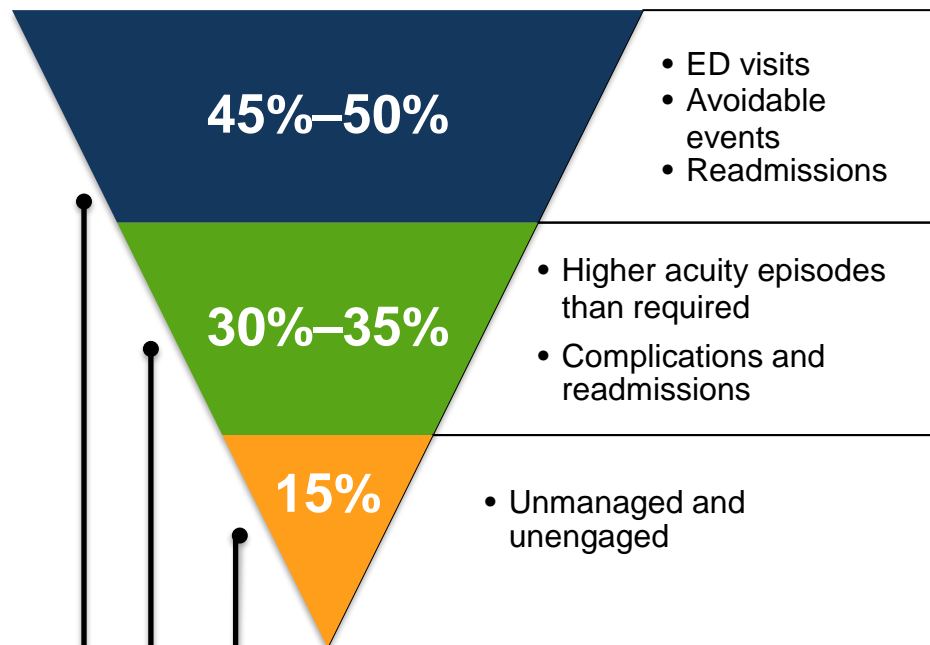 45%–50%
• ED visits
• Avoidable
events
• Readmissions
30%–35%
• Higher acuity episodes
than required
• Complications and
readmissions
15%
• Unmanaged and
unengaged